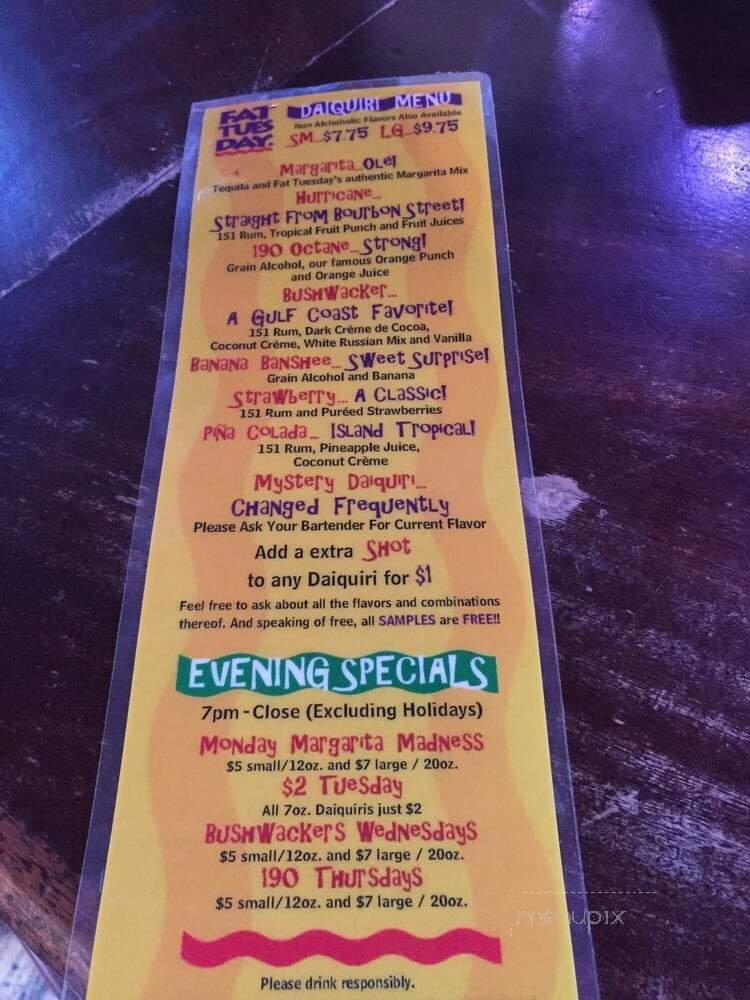 FAT
TUES
DAY.
DAIQUIRI MENU
Non Alchoholic Flavors Also Available
SM...$7.75 LG...$9.75
Margarita...Ole!
Tequila and Fat Tuesday's authentic Margarita Mix
Hurricane...
Straight From Bourbon Street!
151 Rum, Tropical Fruit Punch and Fruit Juices
190 Octane...Strong!
Grain Alcohol, our famous Orange Punch
and Orange Juice
Bushwacker...
A Gulf Coast Favorite!
151 Rum, Dark Crème de Cocoa,
Coconut Crème, White Russian Mix and Vanilla
Banana Banshee...Sweet Surprise!
Grain Alcohol and Banana
Strawberry... A Classic!
151 Rum and Puréed Strawberries
Piña Colada... Island Tropical!
151 Rum, Pineapple Juice,
Coconut Crème
Mystery Daiquiri...
Changed Frequently
Please Ask Your Bartender For Current Flavor
Add a extra Shot
to any Daiquiri for $1
Feel free to ask about all the flavors and combinations
thereof. And speaking of free, all SAMPLES are FREE!!
EVENING SPECIALS
7pm - Close (Excluding Holidays)
Monday Margarita Madness
$5 small/12oz. and $7 large / 20oz.
$2 Tuesday
All 7oz. Daiquiris just $2
Bushwackers Wednesdays
$5 small/12oz. and $7 large / 20oz.
190 Thursdays
$5 small/12oz. and $7 large / 20oz.
menupix
Please drink responsibly.